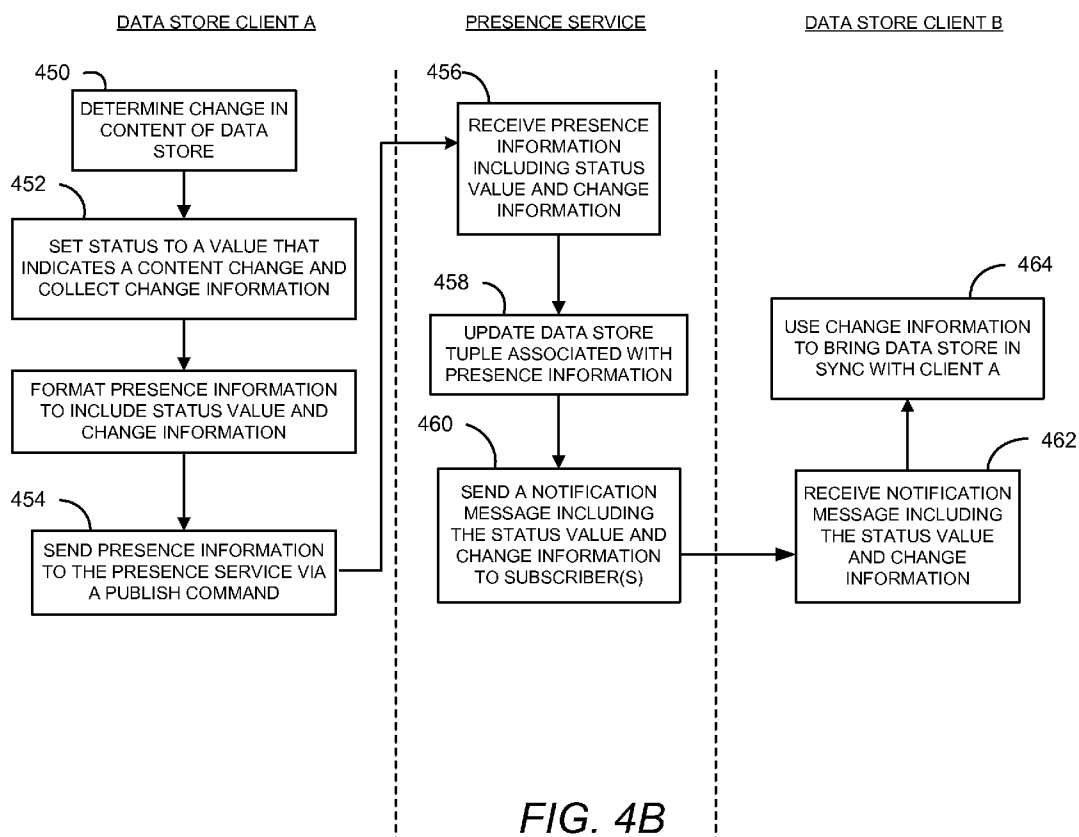 DATA STORE CLIENT A
PRESENCE SERVICE
DATA STORE CLIENT B
450
DETERMINE CHANGE IN
CONTENT OF DATA
STORE
452
SET STATUS TO A VALUE THAT
INDICATES A CONTENT CHANGE AND
COLLECT CHANGE INFORMATION
FORMAT PRESENCE INFORMATION
TO INCLUDE STATUS VALUE AND
CHANGE INFORMATION
454
SEND PRESENCE INFORMATION
TO THE PRESENCE SERVICE VIA
A PUBLISH COMMAND
456
RECEIVE PRESENCE
INFORMATION
INCLUDING STATUS
VALUE AND CHANGE
INFORMATION
458
UPDATE DATA STORE
TUPLE ASSOCIATED WITH
PRESENCE INFORMATION
460
SEND A NOTIFICATION
MESSAGE INCLUDING
THE STATUS VALUE AND
CHANGE INFORMATION
TO SUBSCRIBER(S)
464
USE CHANGE INFORMATION
TO BRING DATA STORE IN
SYNC WITH CLIENT A
462
RECEIVE NOTIFICATION
MESSAGE INCLUDING
THE STATUS VALUE
AND CHANGE
INFORMATION
FIG. 4B